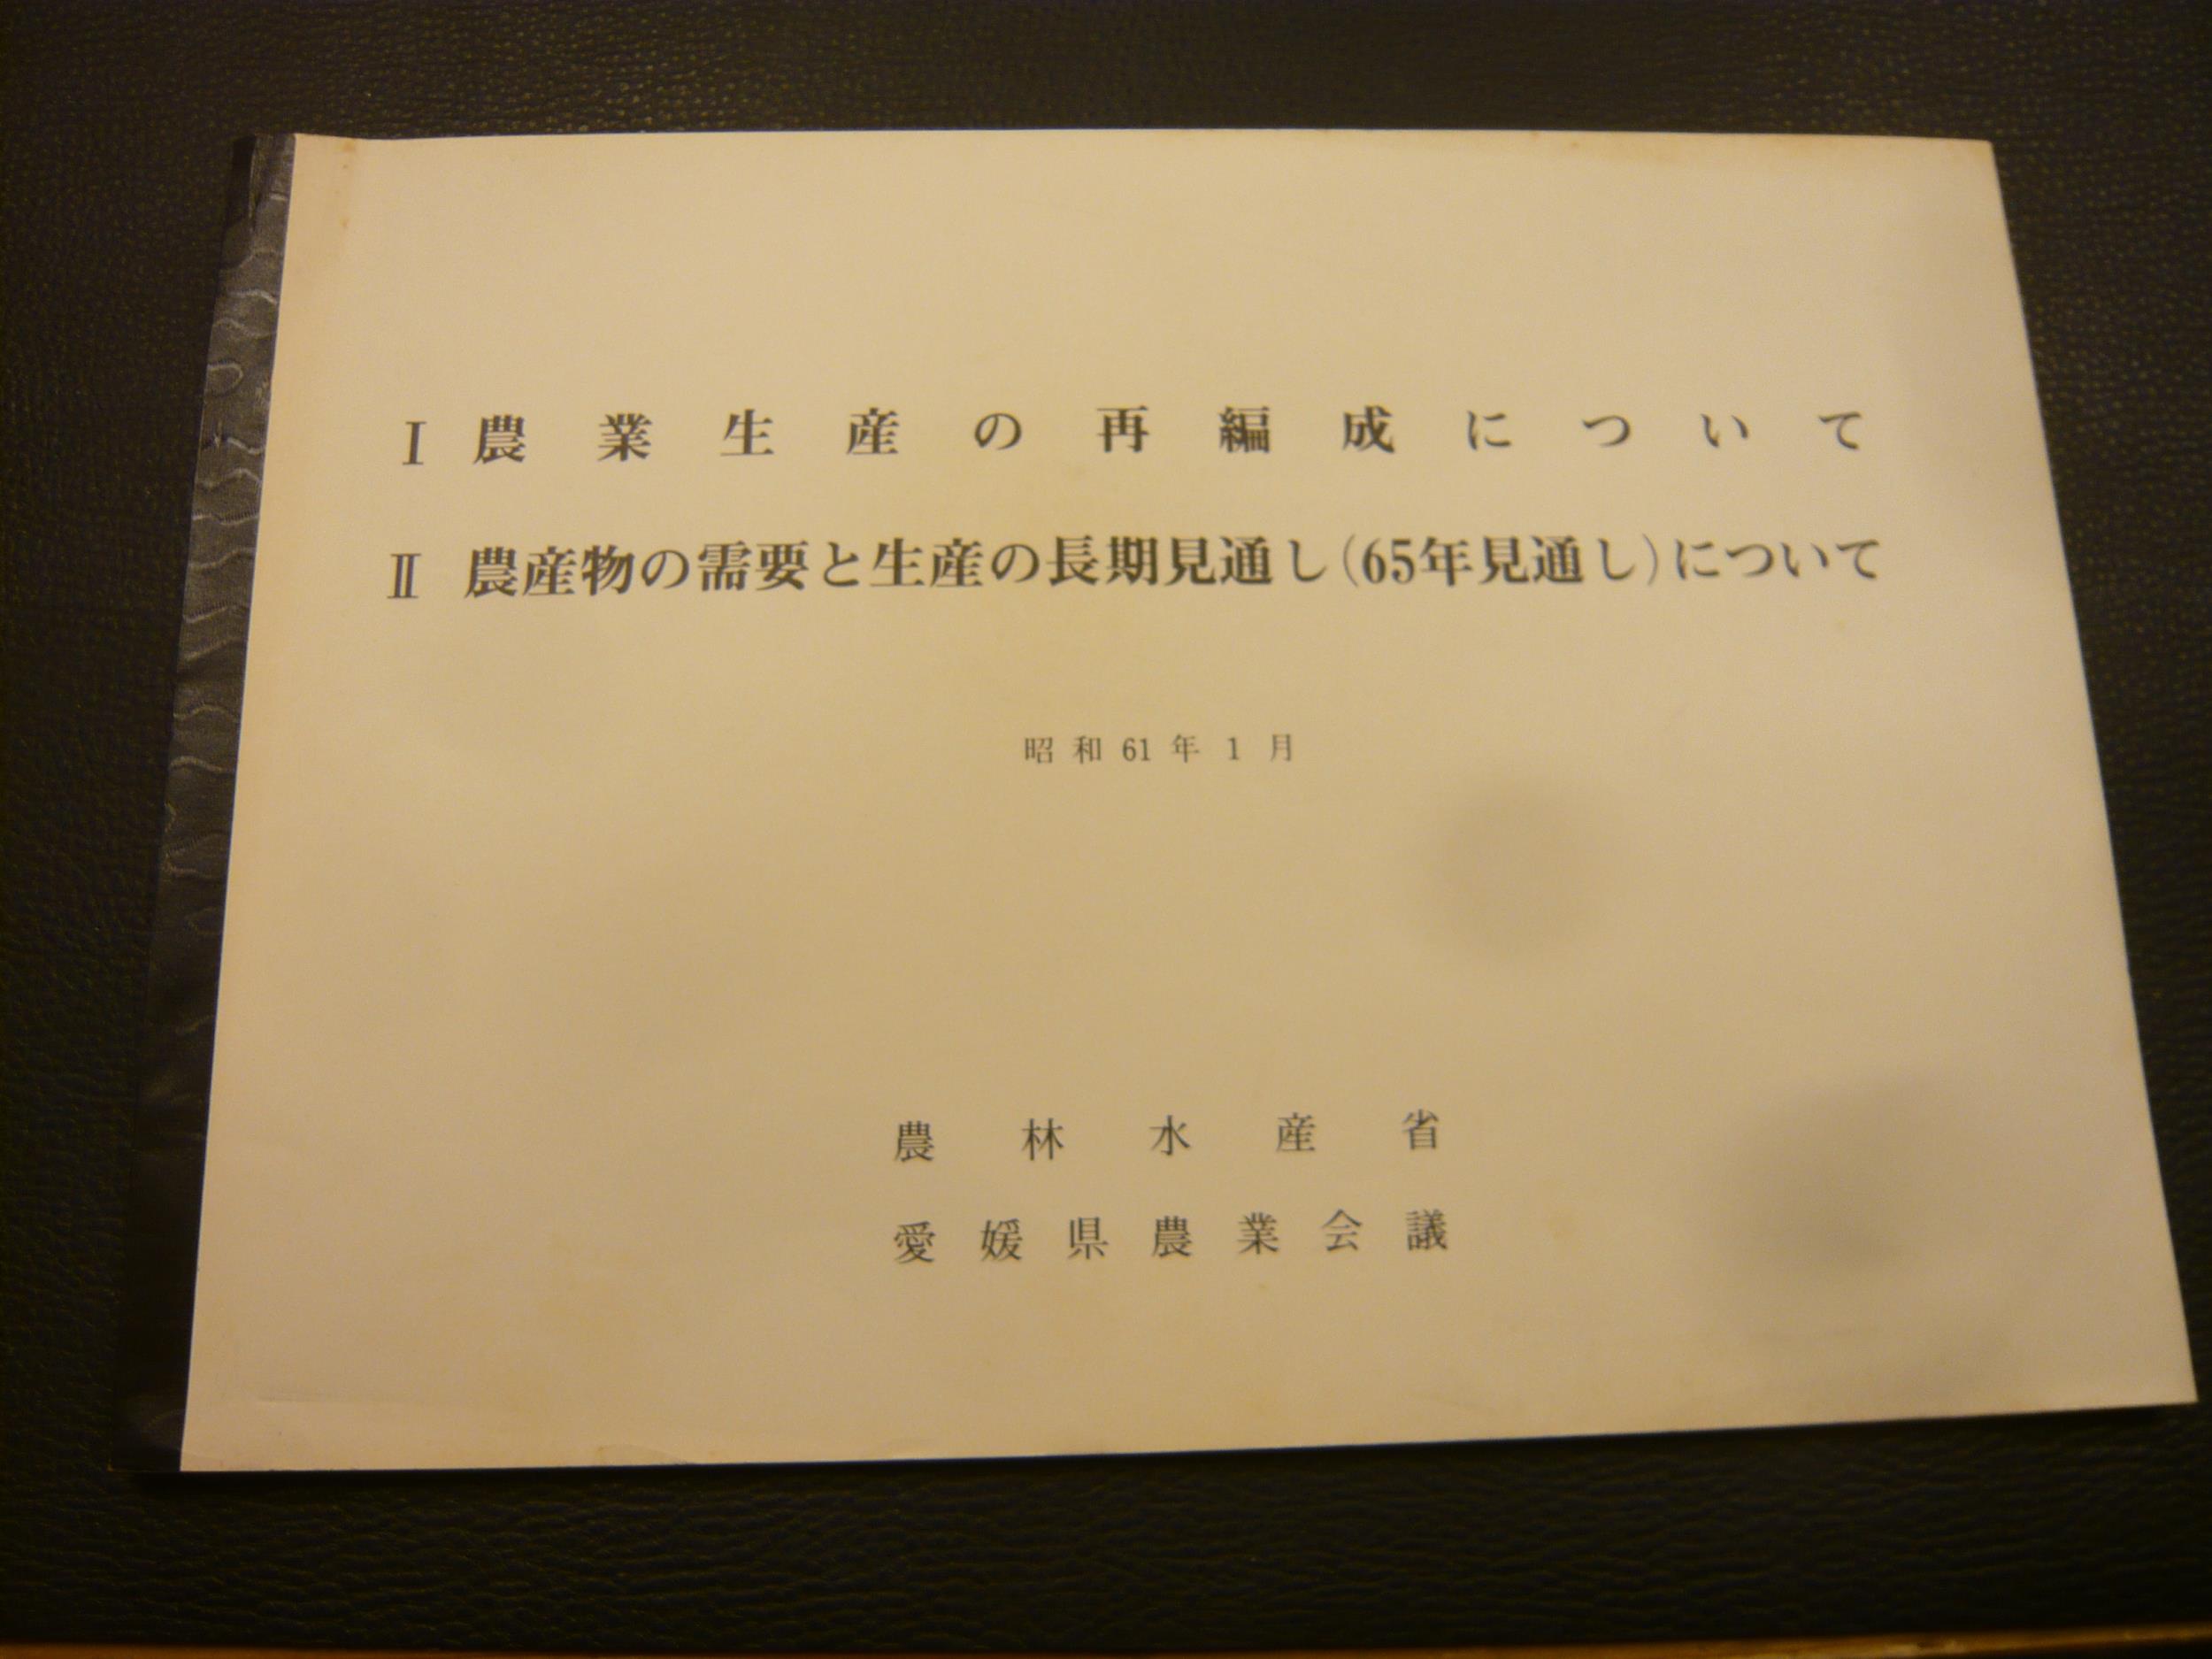 Ⅰ 農業生産の再編成について
Ⅱ 農産物の需要と生産の長期見通し(65年見通し)について
昭和61年1月
農林水産省
愛媛県農業会議